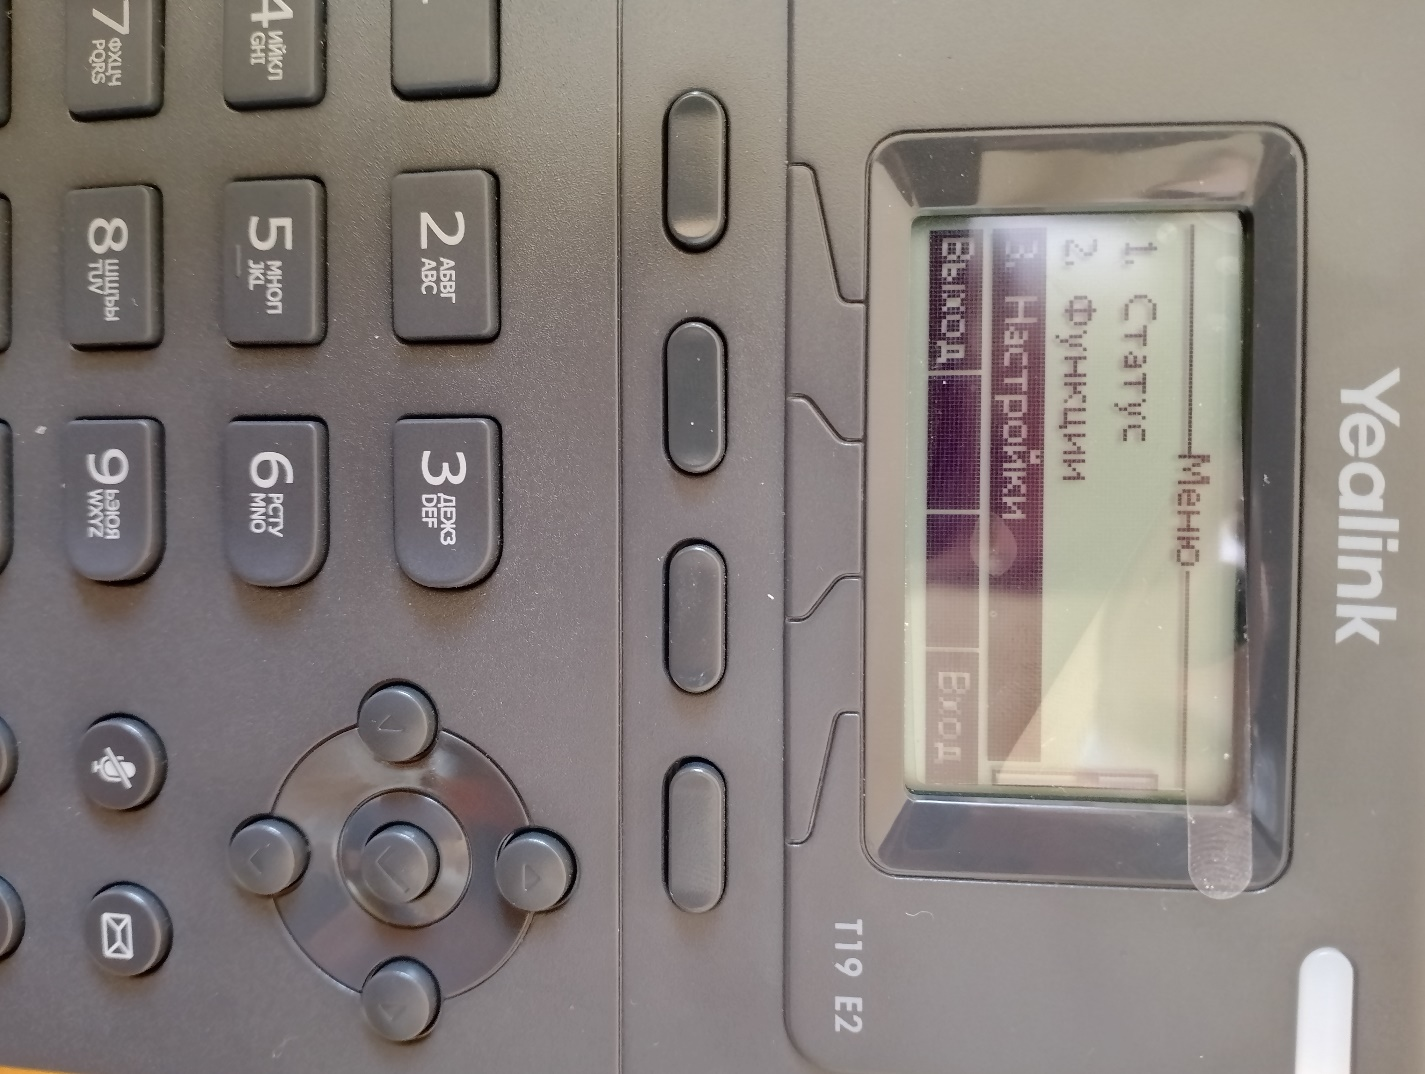 Yealink
Меню
1. Статус
2. Функции
3. Настройки
Выход Вход
T19 E2
2 АБВГ
ABC
3 ДЕЖЗ
DEF
4 ИЙКЛ
GHI
5 МНОП
JKL
6 РСТУ
MNO
7 ФХЦЧ
PQRS
8 ШЩЪЫ
TUV
9 ЬЭЮЯ
WXYZ